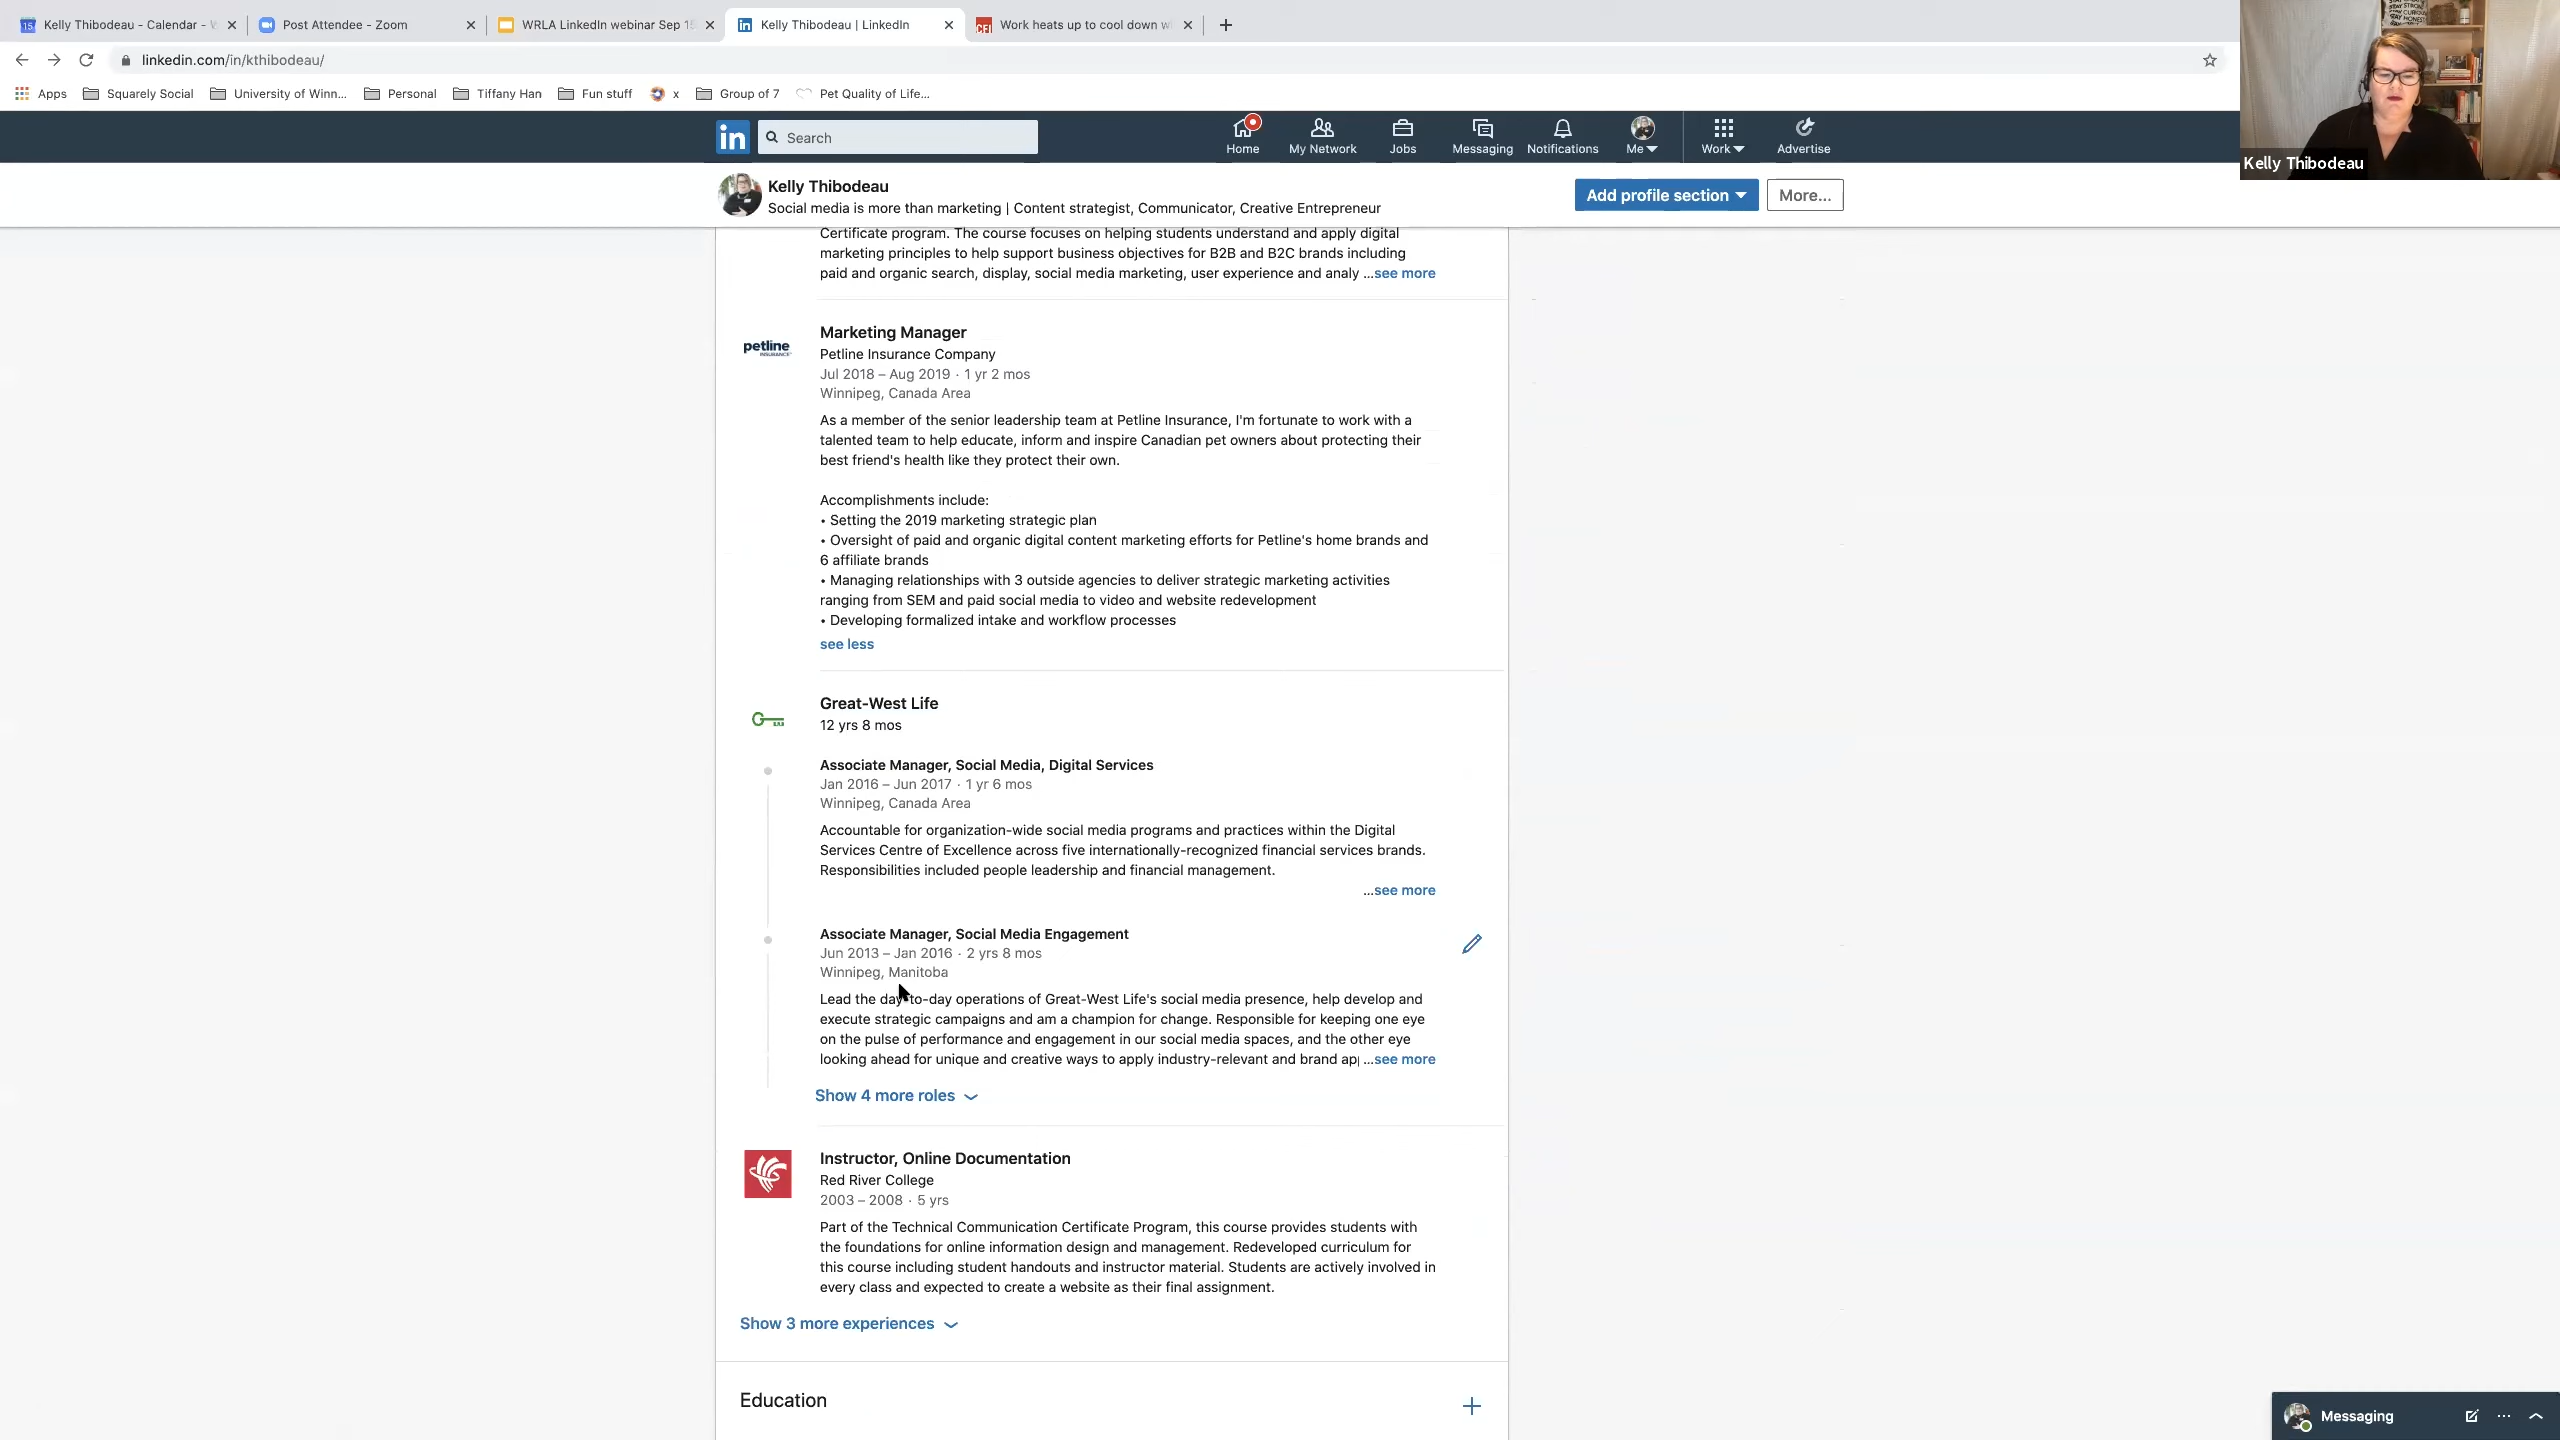 Kelly Thibodeau - Calendar - W
Post Attendee - Zoom
WRLA LinkedIn webinar Sep 15
Kelly Thibodeau | LinkedIn
CFI Work heats up to cool down w
linkedin.com/in/kthibodeau/
Apps Squarely Social University of Winn... Personal Tiffany Han Fun stuff x Group of 7 Pet Quality of Life...
in Search Home My Network Jobs Messaging Notifications Me Work Advertise
Kelly Thibodeau
Kelly Thibodeau
Social media is more than marketing | Content strategist, Communicator, Creative Entrepreneur
Add profile section More...
Certificate program. The course focuses on helping students understand and apply digital
marketing principles to help support business objectives for B2B and B2C brands including
paid and organic search, display, social media marketing, user experience and analy ...see more
petline
INSURANCE
Marketing Manager
Petline Insurance Company
Jul 2018 – Aug 2019 · 1 yr 2 mos
Winnipeg, Canada Area
As a member of the senior leadership team at Petline Insurance, I'm fortunate to work with a
talented team to help educate, inform and inspire Canadian pet owners about protecting their
best friend's health like they protect their own.
Accomplishments include:
• Setting the 2019 marketing strategic plan
• Oversight of paid and organic digital content marketing efforts for Petline's home brands and
6 affiliate brands
• Managing relationships with 3 outside agencies to deliver strategic marketing activities
ranging from SEM and paid social media to video and website redevelopment
• Developing formalized intake and workflow processes
see less
Great-West Life
12 yrs 8 mos
Associate Manager, Social Media, Digital Services
Jan 2016 – Jun 2017 · 1 yr 6 mos
Winnipeg, Canada Area
Accountable for organization-wide social media programs and practices within the Digital
Services Centre of Excellence across five internationally-recognized financial services brands.
Responsibilities included people leadership and financial management.
...see more
Associate Manager, Social Media Engagement
Jun 2013 – Jan 2016 · 2 yrs 8 mos
Winnipeg, Manitoba
Lead the day-to-day operations of Great-West Life's social media presence, help develop and
execute strategic campaigns and am a champion for change. Responsible for keeping one eye
on the pulse of performance and engagement in our social media spaces, and the other eye
looking ahead for unique and creative ways to apply industry-relevant and brand ap ...see more
Show 4 more roles
Instructor, Online Documentation
Red River College
2003 – 2008 · 5 yrs
Part of the Technical Communication Certificate Program, this course provides students with
the foundations for online information design and management. Redeveloped curriculum for
this course including student handouts and instructor material. Students are actively involved in
every class and expected to create a website as their final assignment.
Show 3 more experiences
Education
Messaging